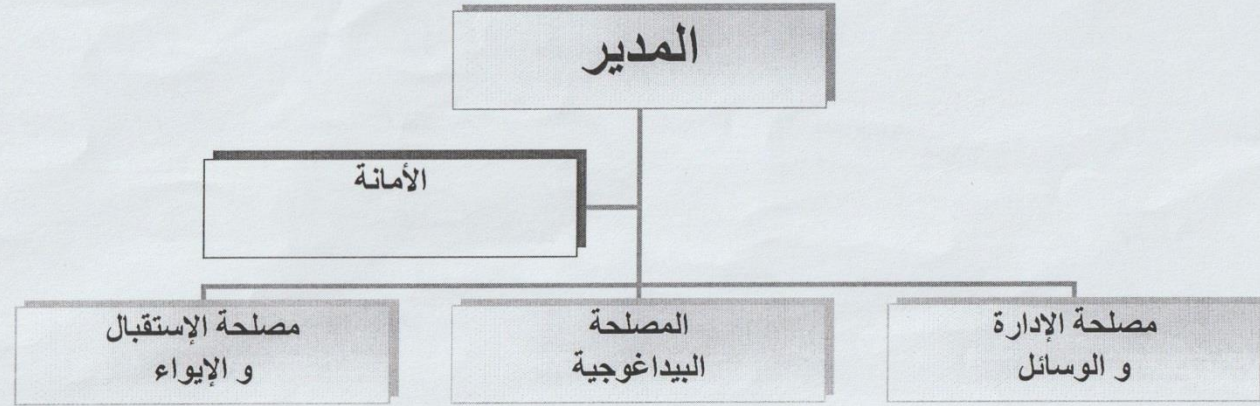 المدير
الأمانة
مصلحة الإدارة
و الوسائل
المصلحة
البيداغوجية
مصلحة الإستقبال
و الإيواء